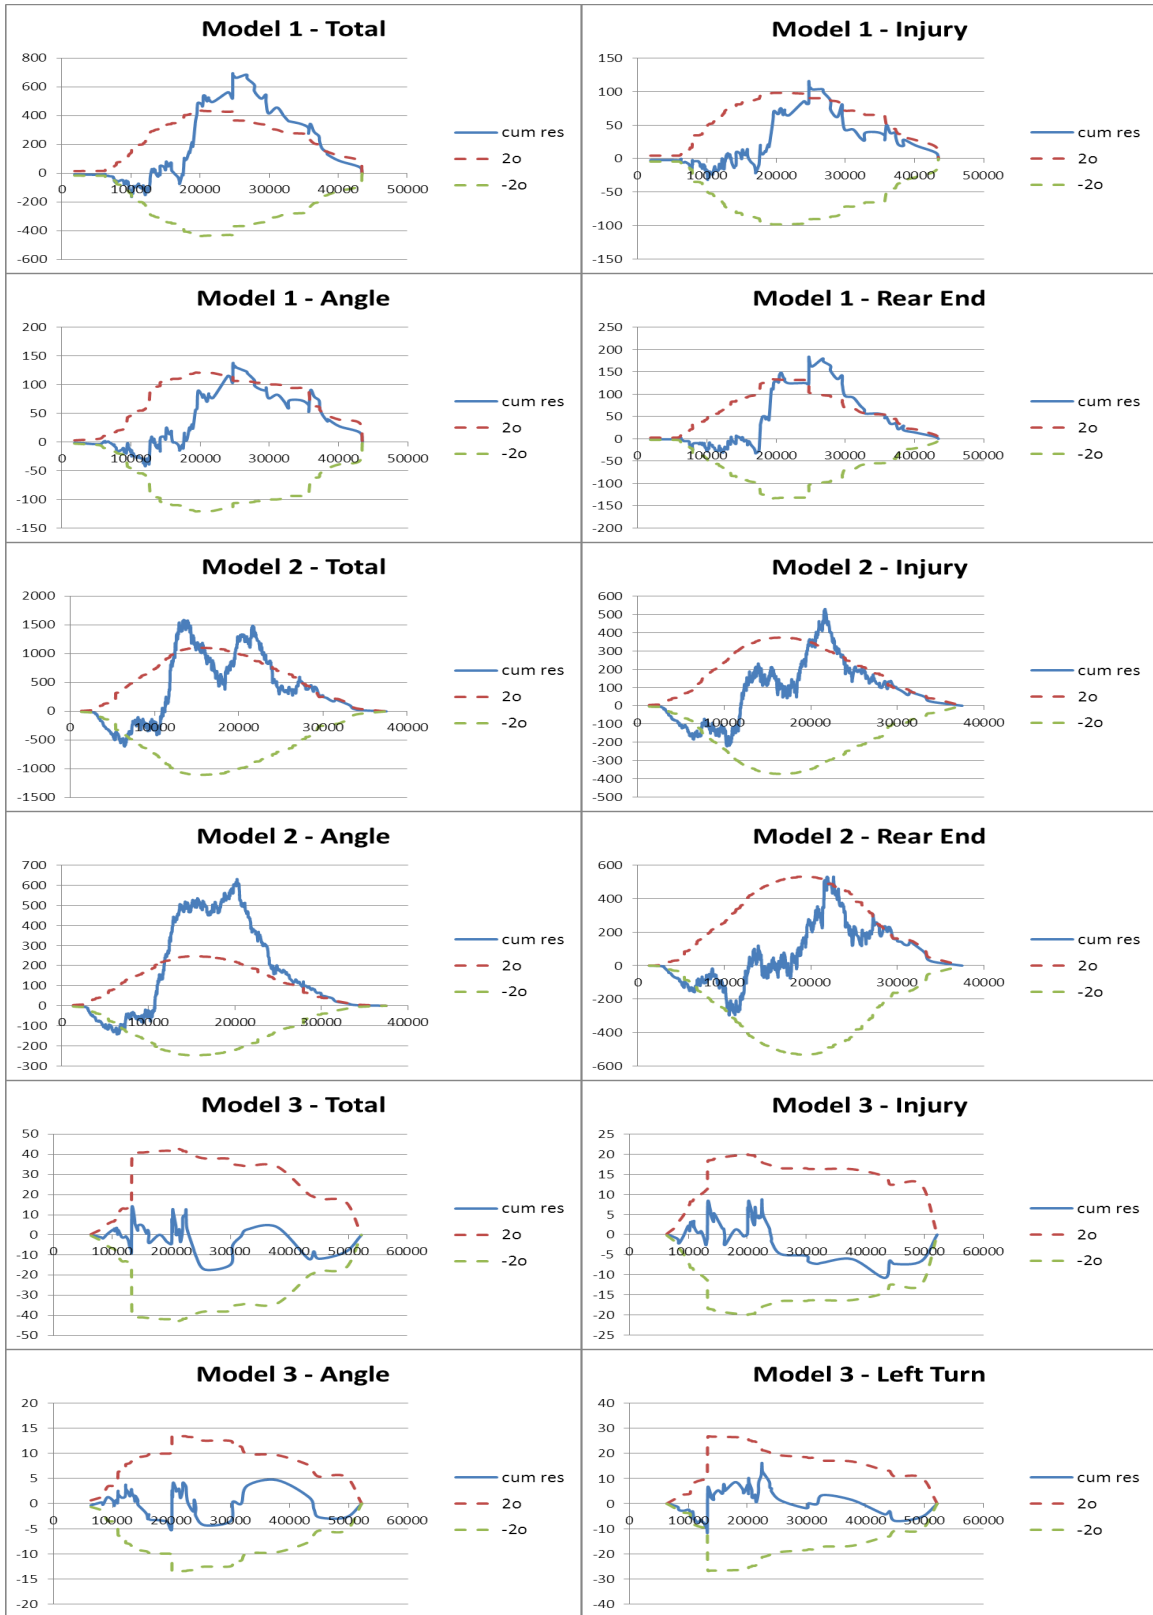 Model 1 - Total
800
600
400
200
0
-200
-400
-600
0 10000 20000 30000 40000 50000
cum res
2σ
-2σ
Model 1 - Injury
150
100
50
0
-50
-100
-150
0 10000 20000 30000 40000 50000
cum res
2σ
-2σ
Model 1 - Angle
200
150
100
50
0
-50
-100
-150
0 10000 20000 30000 40000 50000
cum res
2σ
-2σ
Model 1 - Rear End
250
200
150
100
50
0
-50
-100
-150
-200
0 10000 20000 30000 40000 50000
cum res
2σ
-2σ
Model 2 - Total
2000
1500
1000
500
0
-500
-1000
-1500
0 10000 20000 30000 40000
cum res
2σ
-2σ
Model 2 - Injury
600
500
400
300
200
100
0
-100
-200
-300
-400
-500
0 10000 20000 30000 40000
cum res
2σ
-2σ
Model 2 - Angle
700
600
500
400
300
200
100
0
-100
-200
-300
0 10000 20000 30000 40000
cum res
2σ
-2σ
Model 2 - Rear End
600
400
200
0
-200
-400
-600
0 10000 20000 30000 40000
cum res
2σ
-2σ
Model 3 - Total
50
40
30
20
10
0
-10
-20
-30
-40
-50
0 10000 20000 30000 40000 50000 60000
cum res
2σ
-2σ
Model 3 - Injury
25
20
15
10
5
0
-5
-10
-15
-20
-25
0 10000 20000 30000 40000 50000 60000
cum res
2σ
-2σ
Model 3 - Angle
20
15
10
5
0
-5
-10
-15
-20
0 10000 20000 30000 40000 50000 60000
cum res
2σ
-2σ
Model 3 - Left Turn
40
30
20
10
0
-10
-20
-30
-40
0 10000 20000 30000 40000 50000 60000
cum res
2σ
-2σ